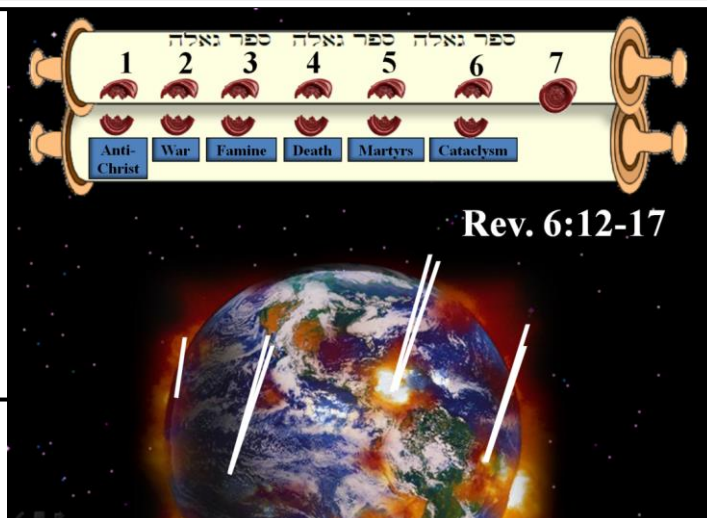 ספר גאלה ספר גאלה ספר גאלה
1 2 3 4 5 6 7
Anti-
Christ
War
Famine
Death
Martyrs
Cataclysm
Rev. 6:12-17